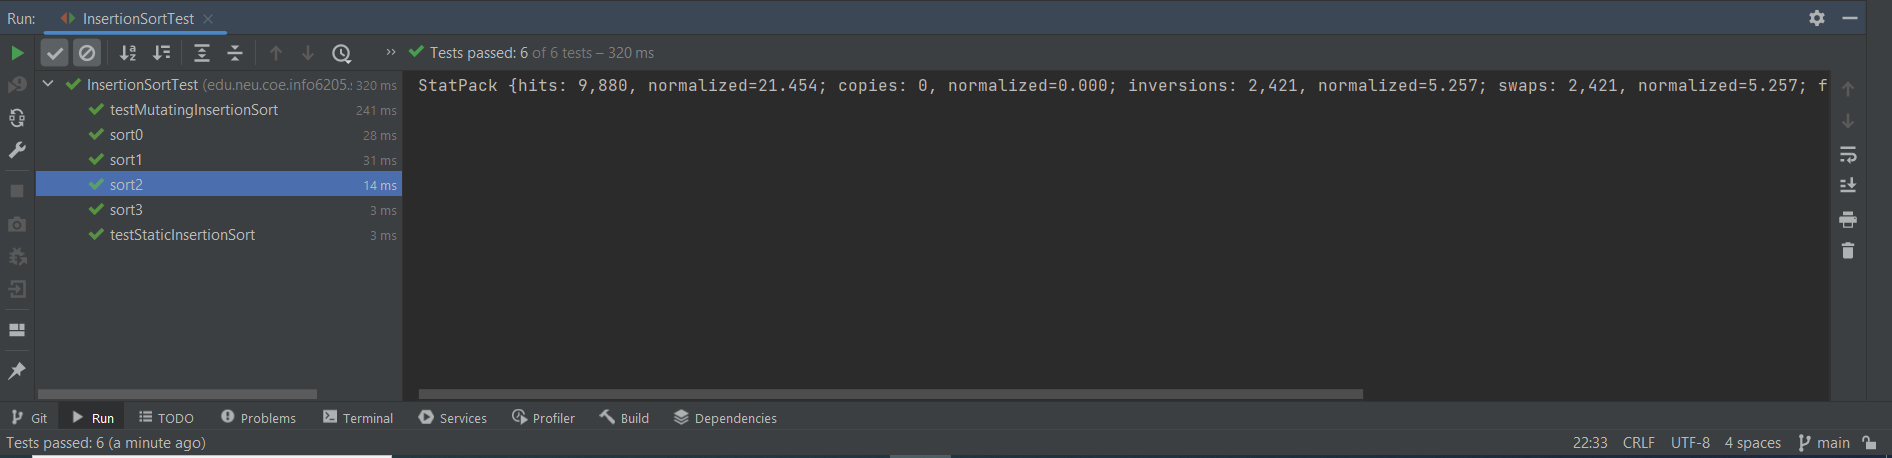 Run: InsertionSortTest
Tests passed: 6 of 6 tests – 320 ms
InsertionSortTest (edu.neu.coe.info6205. 320 ms
testMutatingInsertionSort 241 ms
sort0 28 ms
sort1 31 ms
sort2 14 ms
sort3 3 ms
testStaticInsertionSort 3 ms
StatPack {hits: 9,880, normalized=21.454; copies: 0, normalized=0.000; inversions: 2,421, normalized=5.257; swaps: 2,421, normalized=5.257; f
Git Run TODO Problems Terminal Services Profiler Build Dependencies
Tests passed: 6 (a minute ago) 22:33 CRLF UTF-8 4 spaces main